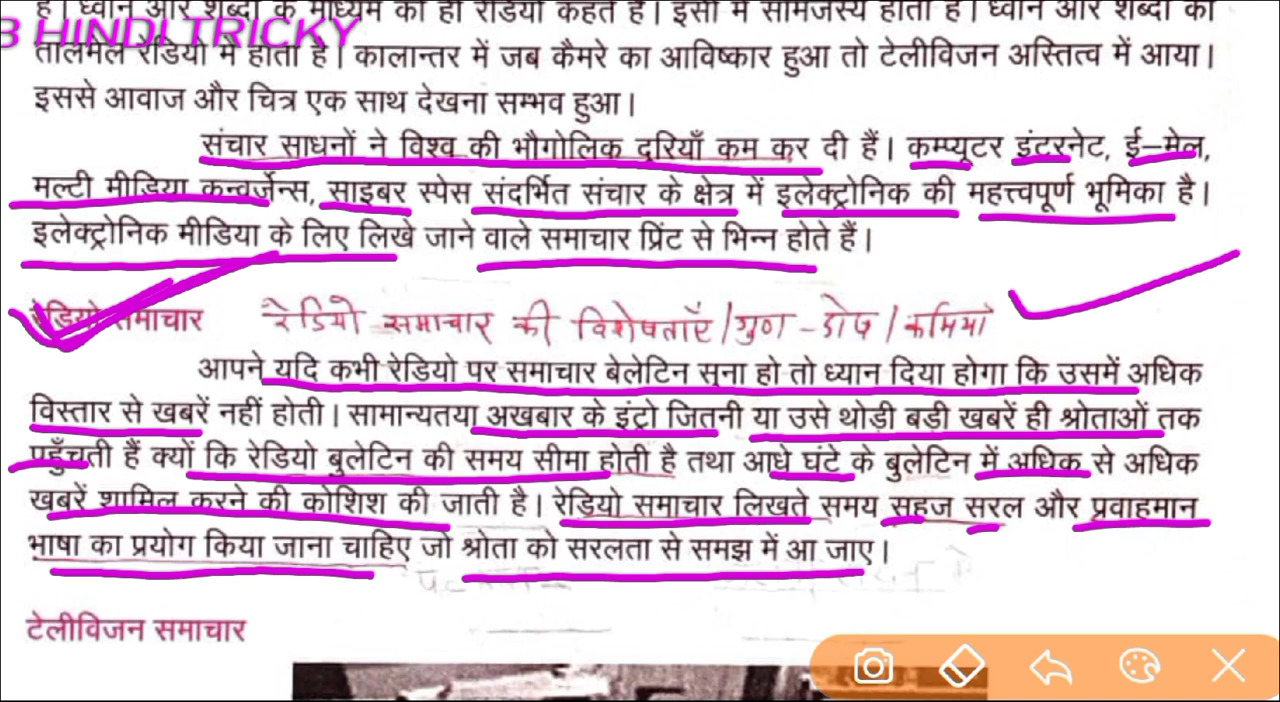 है। ध्वनि और शब्दों के माध्यम को ही रेडियो कहते हैं। इसी में सामंजस्य होता है। ध्वनि और शब्दों का
B HINDI TRICKY
तालमेल रेडियो में होता है। कालान्तर में जब कैमरे का आविष्कार हुआ तो टेलीविजन अस्तित्व में आया।
इससे आवाज और चित्र एक साथ देखना सम्भव हुआ।
संचार साधनों ने विश्व की भौगोलिक दूरियाँ कम कर दी हैं। कम्प्यूटर इंटरनेट, ई-मेल,
मल्टी मीडिया कन्वर्जेन्स, साइबर स्पेस संदर्भित संचार के क्षेत्र में इलेक्ट्रोनिक की महत्त्वपूर्ण भूमिका है।
इलेक्ट्रोनिक मीडिया के लिए लिखे जाने वाले समाचार प्रिंट से भिन्न होते हैं।
रेडियो समाचार रेडियो समाचार की विशेषताएँ/गुण-दोष/कमियाँ
आपने यदि कभी रेडियो पर समाचार बेलेटिन सुना हो तो ध्यान दिया होगा कि उसमें अधिक
विस्तार से खबरें नहीं होती। सामान्यतया अखबार के इंट्रो जितनी या उसे थोड़ी बड़ी खबरें ही श्रोताओं तक
पहुँचती हैं क्यों कि रेडियो बुलेटिन की समय सीमा होती है तथा आधे घंटे के बुलेटिन में अधिक से अधिक
खबरें शामिल करने की कोशिश की जाती है। रेडियो समाचार लिखते समय सहज सरल और प्रवाहमान
भाषा का प्रयोग किया जाना चाहिए जो श्रोता को सरलता से समझ में आ जाए।
टेलीविजन समाचार